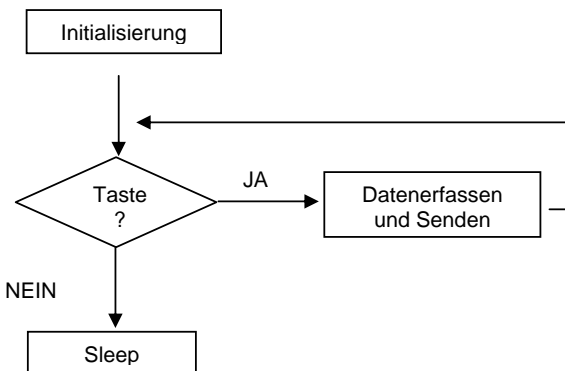 Initialisierung
Taste
?
JA
Datenerfassen
und Senden
NEIN
Sleep